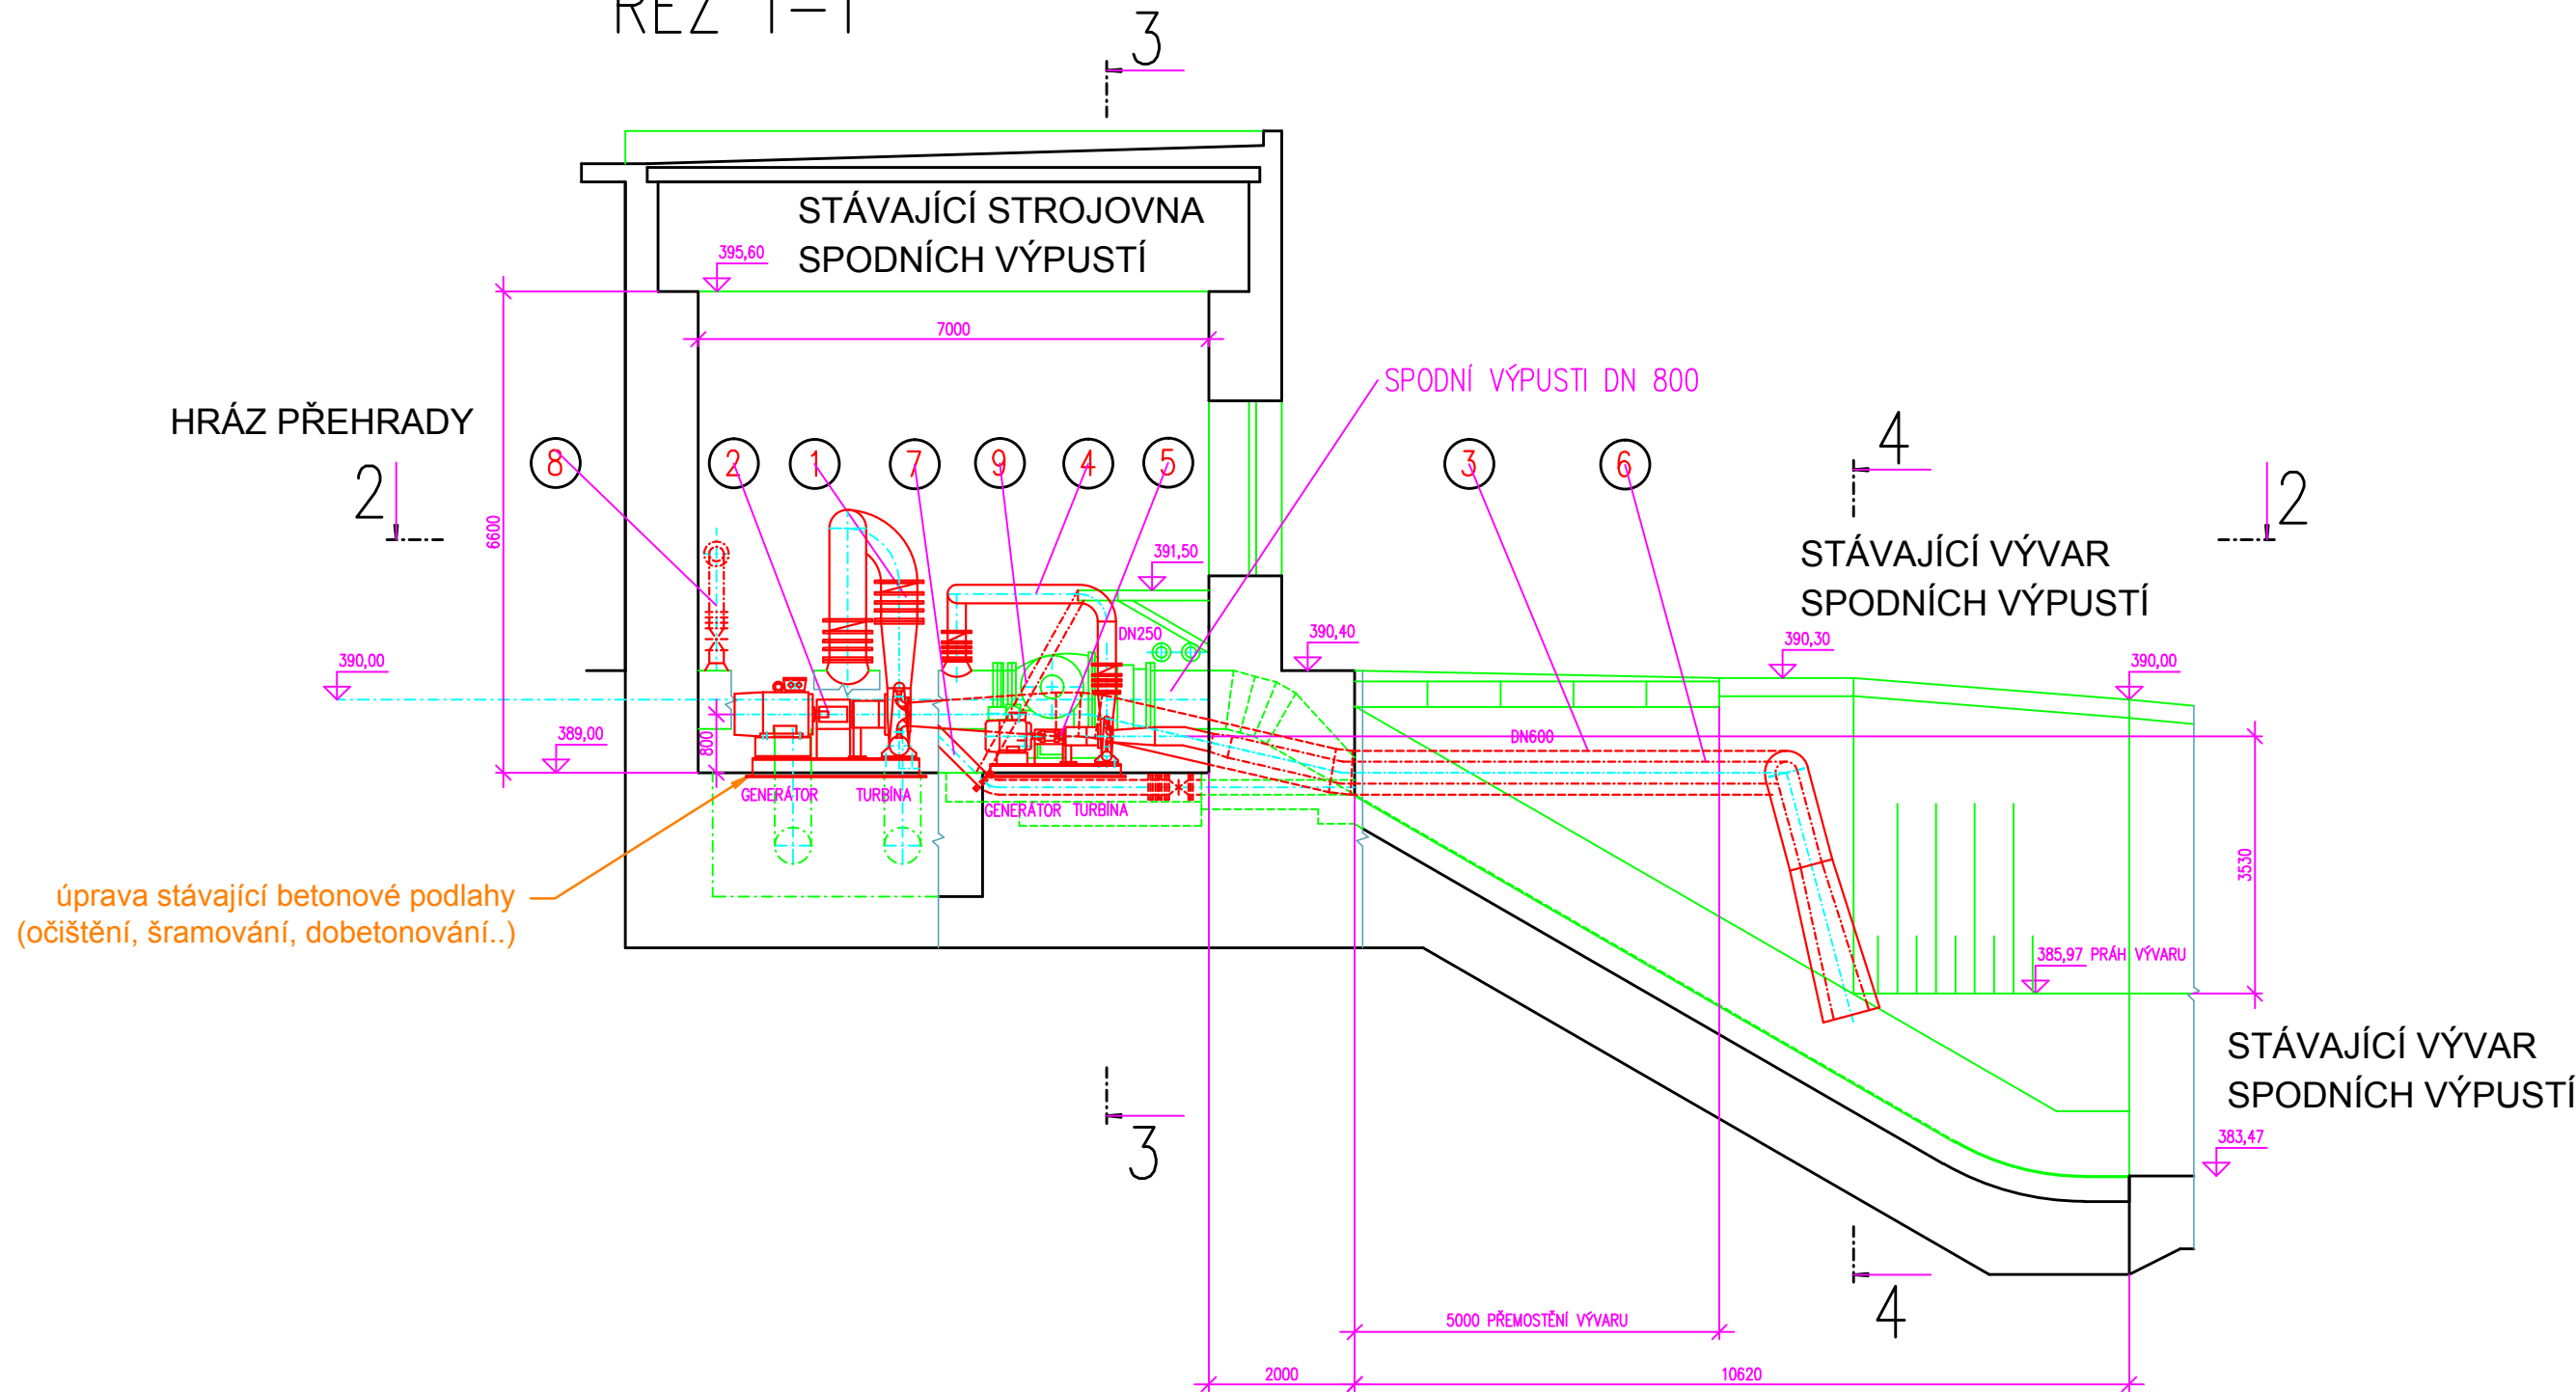 ŘEZ 1-1
3
STÁVAJÍCÍ STROJOVNA
SPODNÍCH VÝPUSTÍ
395,60
7000
SPODNÍ VÝPUSTI DN 800
HRÁZ PŘEHRADY
2
8
2
1
7
9
4
5
3
6
4
2
6600
STÁVAJÍCÍ VÝVAR
SPODNÍCH VÝPUSTÍ
391,50
DN250
390,40
390,30
390,00
390,00
389,00
800
DN600
GENERÁTOR
TURBÍNA
GENERÁTOR
TURBÍNA
3530
úprava stávající betonové podlahy
(očištění, šramování, dobetonování..)
385,97 PRÁH VÝVARU
STÁVAJÍCÍ VÝVAR
SPODNÍCH VÝPUSTÍ
383,47
3
4
5000 PŘEMOSTĚNÍ VÝVARU
2000
10620